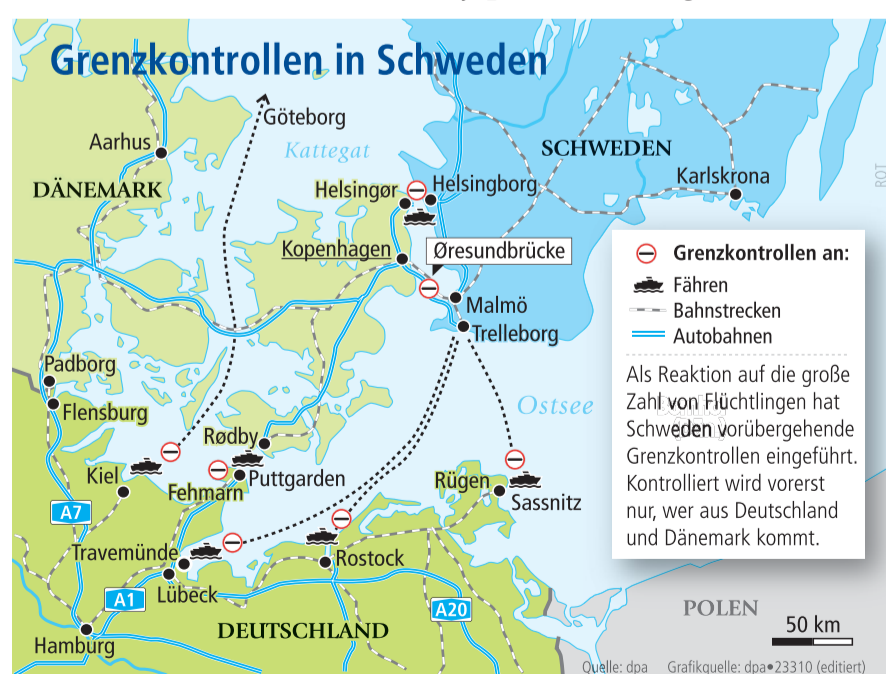 Grenzkontrollen in Schweden
Göteborg
Aarhus
Kattegat
SCHWEDEN
DÄNEMARK
Helsingør
Helsingborg
Karlskrona
ROT
Kopenhagen
Øresundbrücke
Malmö
Trelleborg
Grenzkontrollen an:
Fähren
Bahnstrecken
Autobahnen
Als Reaktion auf die große
Zahl von Flüchtlingen hat
Schweden vorübergehende
Grenzkontrollen eingeführt.
Kontrolliert wird vorerst
nur, wer aus Deutschland
und Dänemark kommt.
Padborg
Flensburg
Ostsee
Rødby
Kiel
Puttgarden
Fehmarn
Rügen
Sassnitz
A7
Travemünde
Rostock
Lübeck
A1
A20
Hamburg
DEUTSCHLAND
POLEN
50 km
Quelle: dpa Grafikquelle: dpa•23310 (editiert)